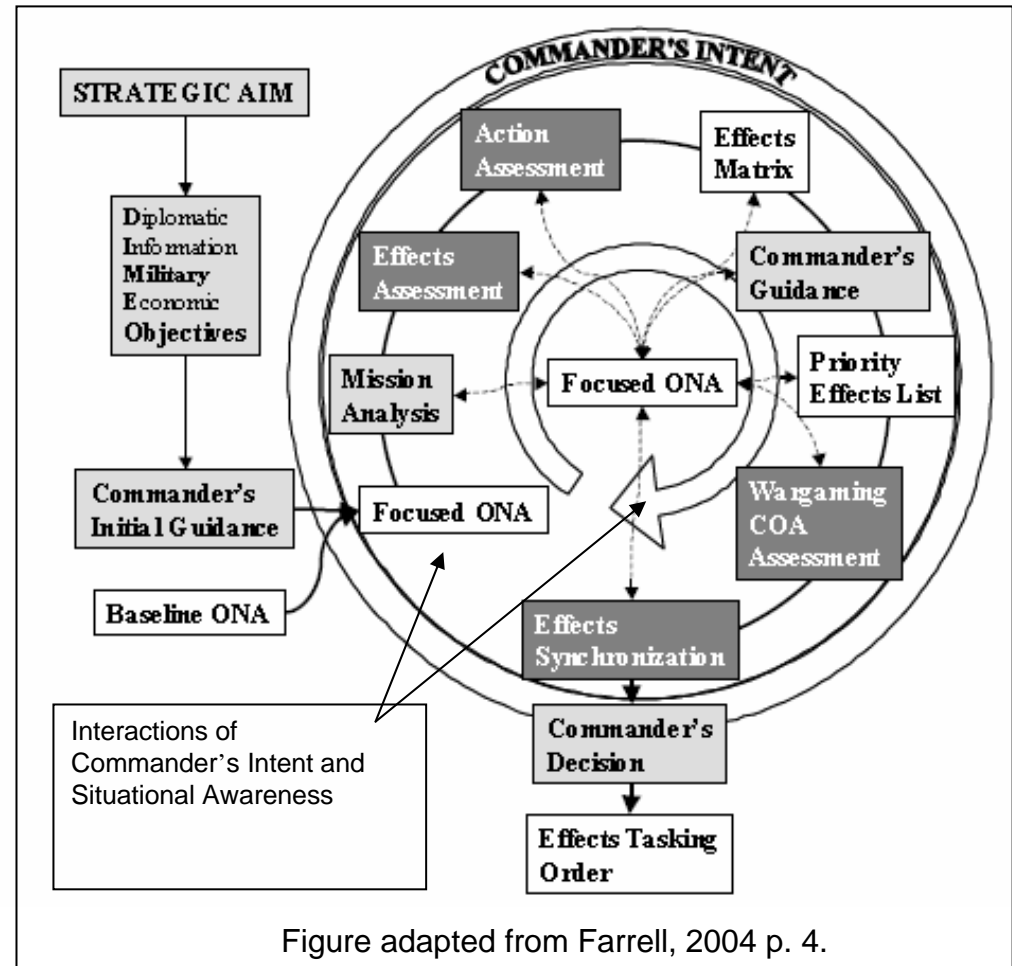 COMMANDER'S INTENT
STRATEGIC AIM
Diplomatic
Information
Military
Economic
Objectives
Commander's
Initial Guidance
Baseline ONA
Action
Assessment
Effects
Matrix
Effects
Assessment
Commander's
Guidance
Mission
Analysis
Focused ONA
Priority
Effects List
Focused ONA
Wargaming
COA
Assessment
Effects
Synchronization
Interactions of
Commander's Intent and
Situational Awareness
Commander's
Decision
Effects Tasking
Order
Figure adapted from Farrell, 2004 p. 4.